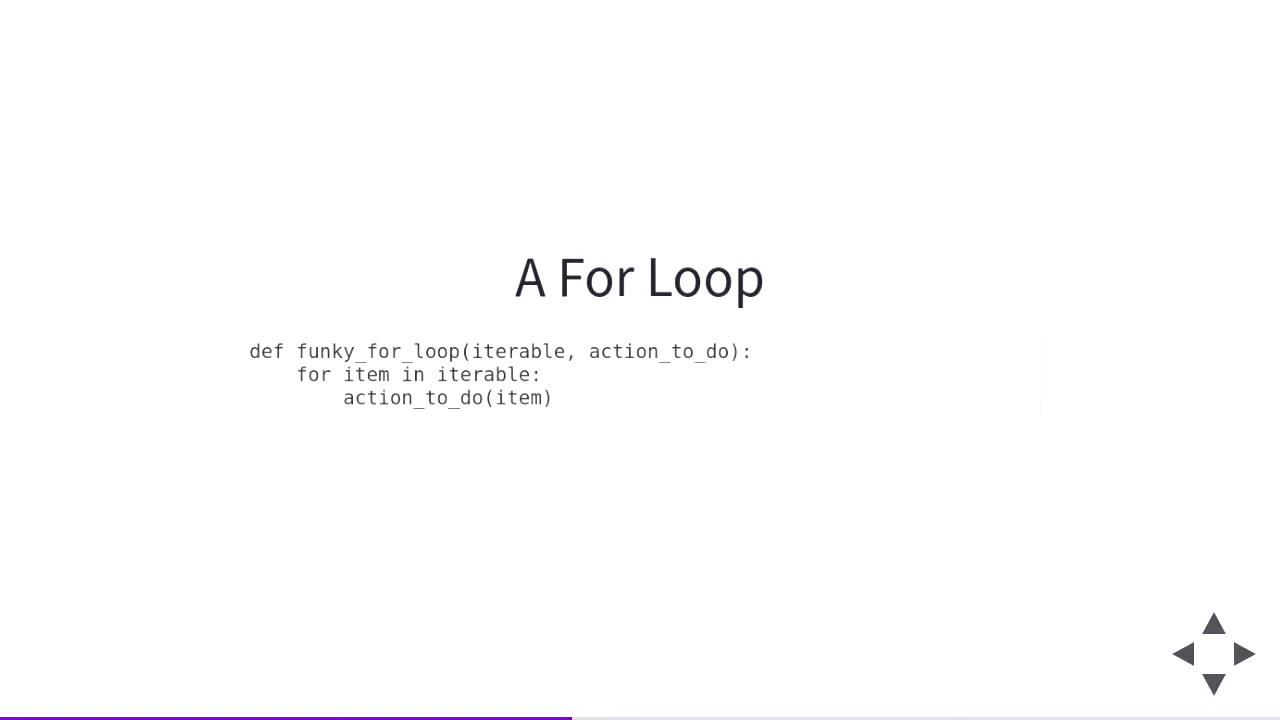 A For Loop
def funky_for_loop(iterable, action_to_do):
    for item in iterable:
        action_to_do(item)